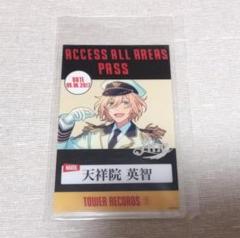 ACCESS ALL AREAS
PASS
DATE
NAME
天祥院 英智
TOWER RECORDS